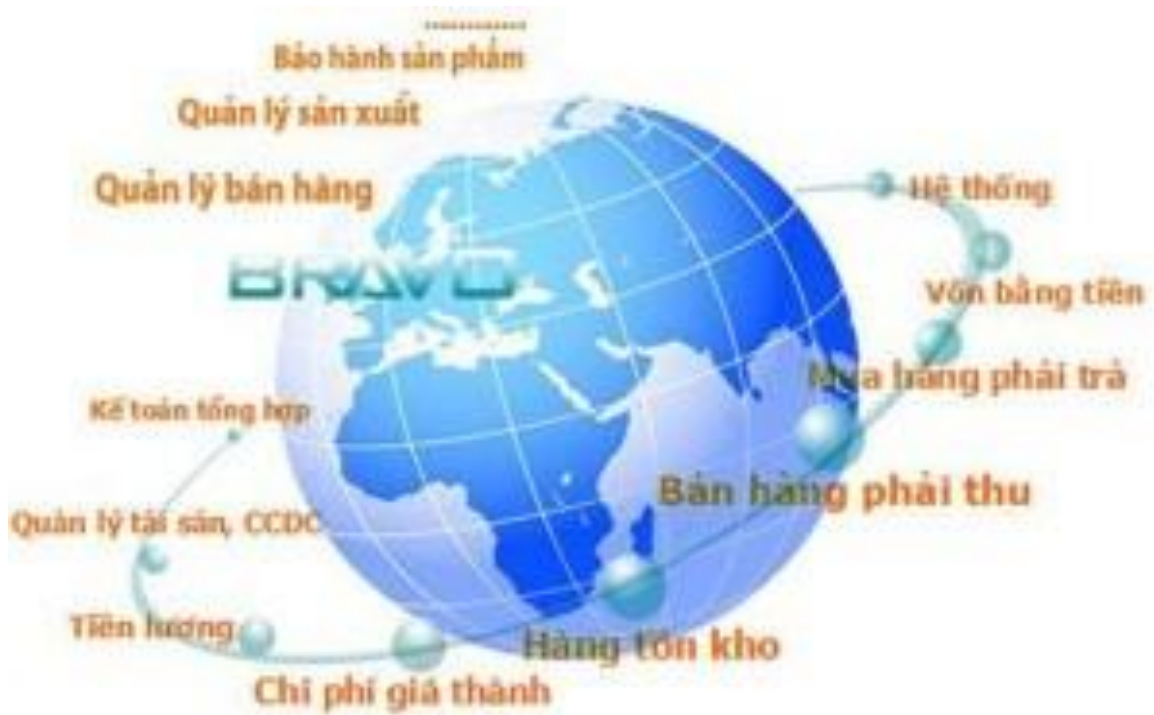 ............
Bảo hành sản phẩm
Quản lý sản xuất
Quản lý bán hàng
Hệ thống
BRAVO
Vốn bằng tiền
Mua hàng phải trả
Kế toán tổng hợp
Bán hàng phải thu
Quản lý tài sản, CCDC
Tiền lương
Hàng tồn kho
Chi phí giá thành